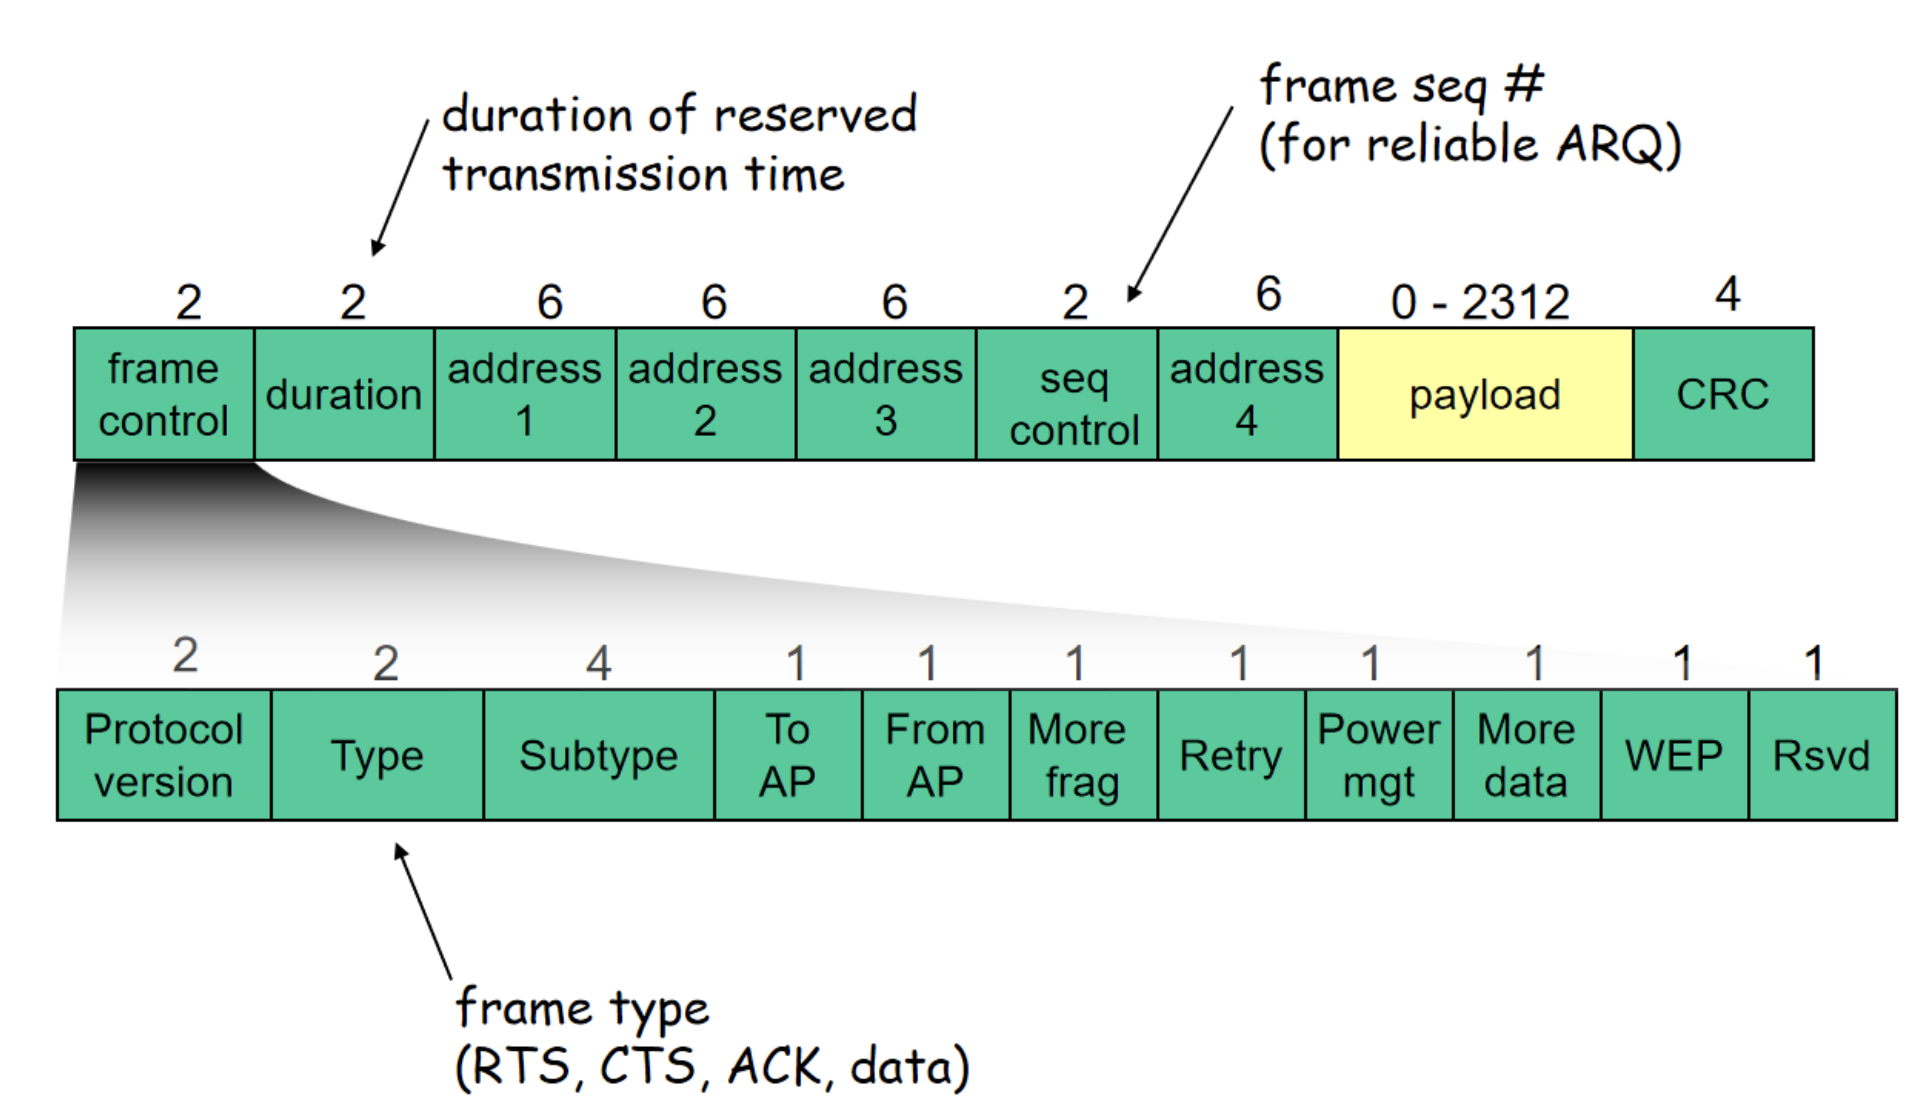 duration of reserved
transmission time
frame seq #
(for reliable ARQ)
2 2 6 6 6 2 6 0 - 2312 4
frame control
duration
address 1
address 2
address 3
seq control
address 4
payload
CRC
2 2 4 1 1 1 1 1 1 1 1
Protocol version
Type
Subtype
To AP
From AP
More frag
Retry
Power mgt
More data
WEP
Rsvd
frame type
(RTS, CTS, ACK, data)